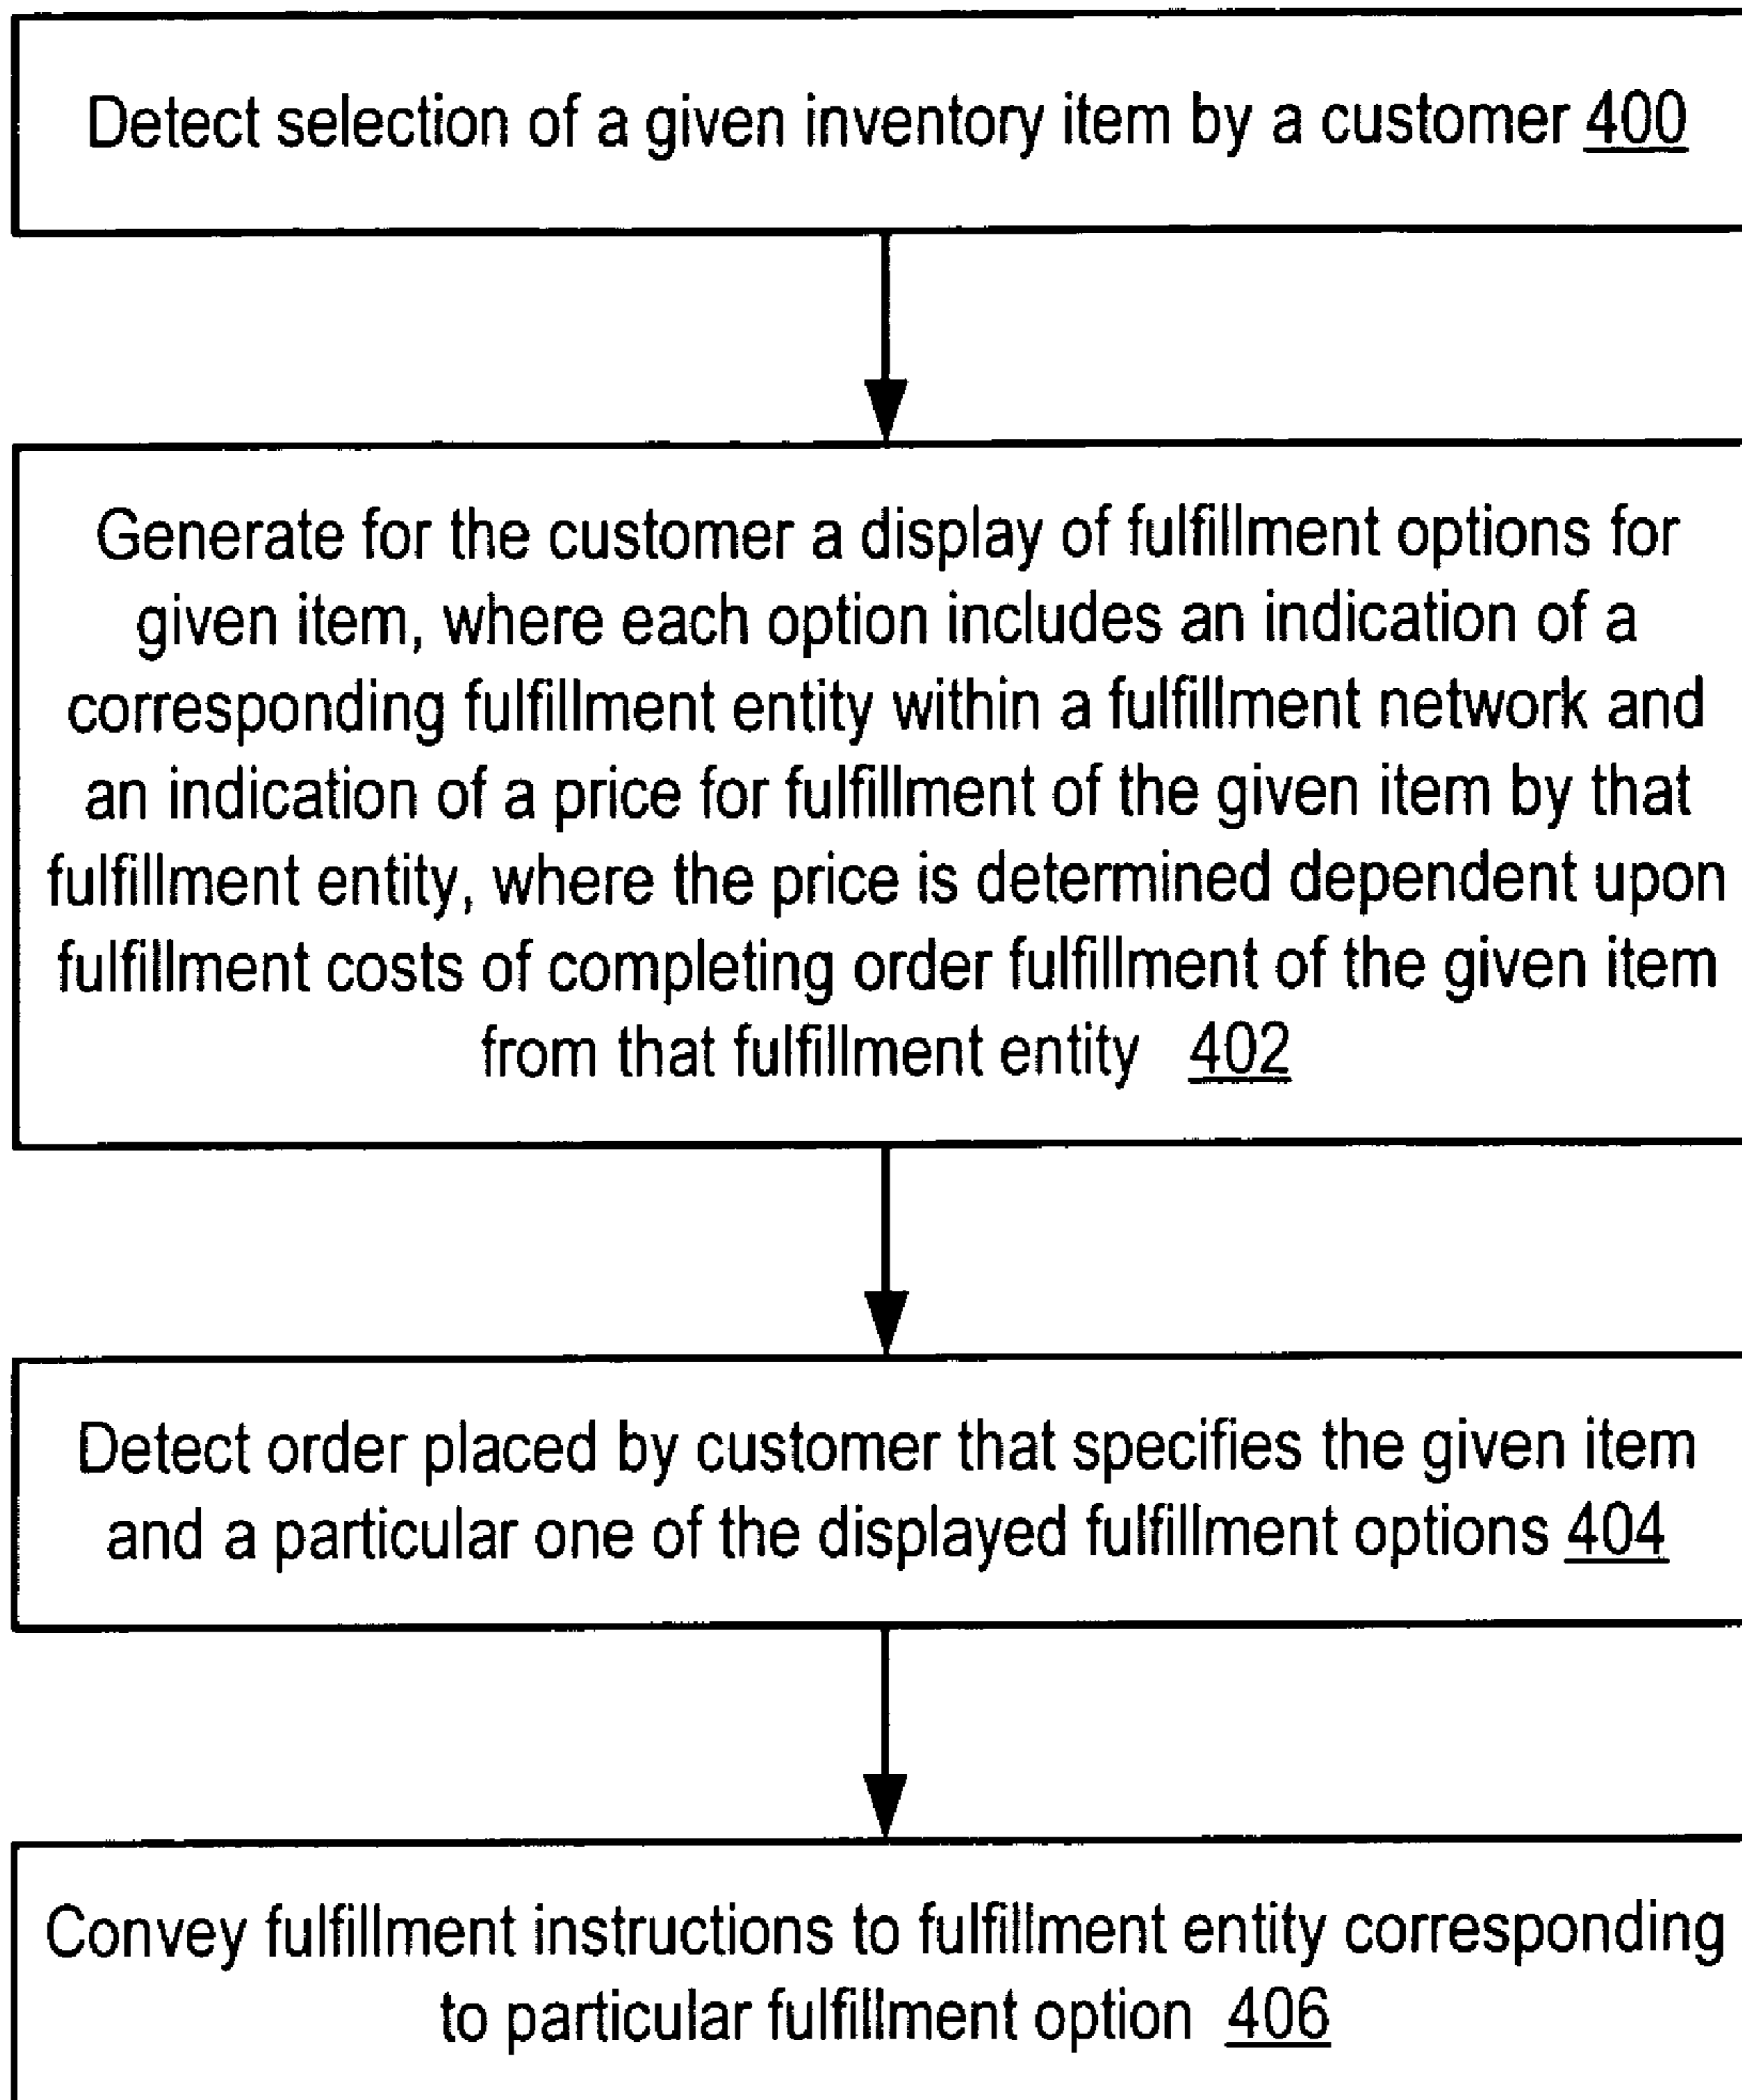 Detect selection of a given inventory item by a customer 400
Generate for the customer a display of fulfillment options for
given item, where each option includes an indication of a
corresponding fulfillment entity within a fulfillment network and
an indication of a price for fulfillment of the given item by that
fulfillment entity, where the price is determined dependent upon
fulfillment costs of completing order fulfillment of the given item
from that fulfillment entity 402
Detect order placed by customer that specifies the given item
and a particular one of the displayed fulfillment options 404
Convey fulfillment instructions to fulfillment entity corresponding
to particular fulfillment option 406